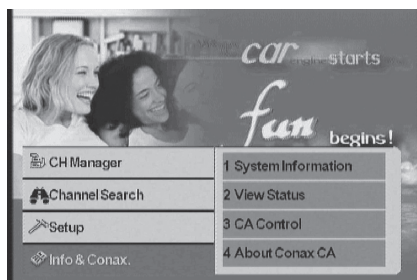 car
starts
fun
begins!
CH Manager
Channel Search
Setup
Info & Conax.
1 System Information
2 View Status
3 CA Control
4 About Conax CA